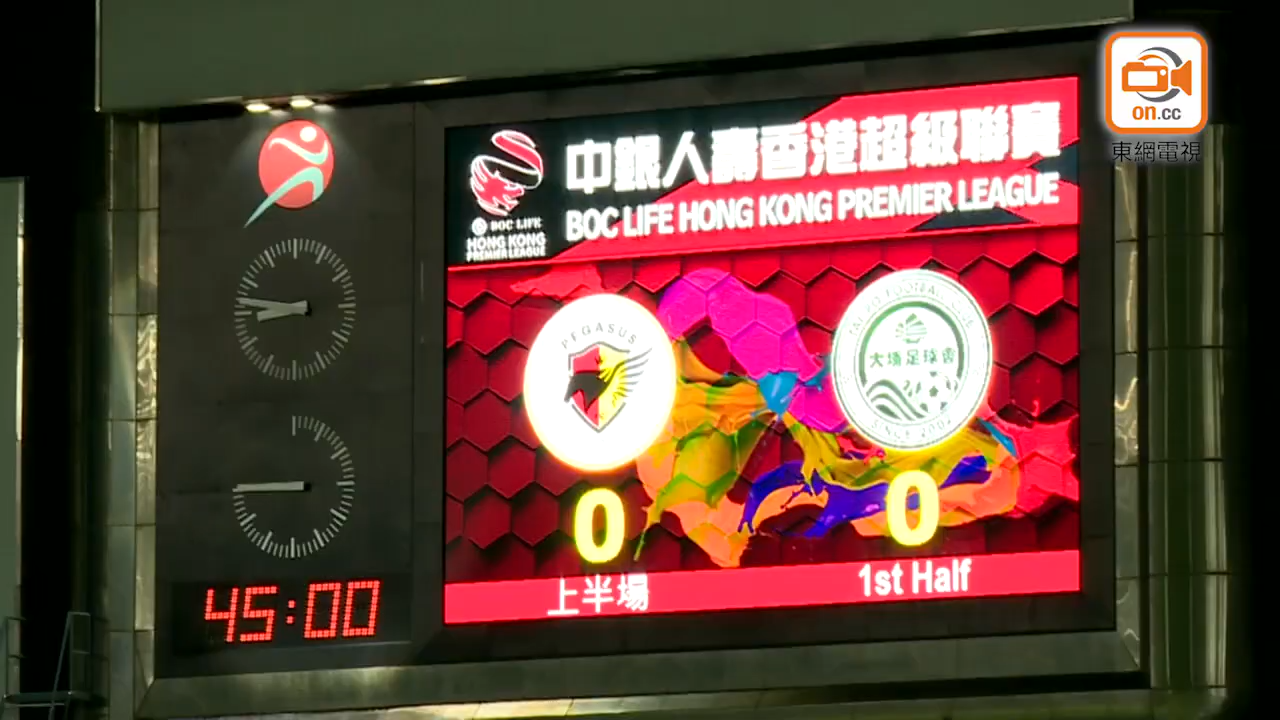 on.cc
東網電視
中銀人壽香港超級聯賽
BOC LIFE HONG KONG PREMIER LEAGUE
BOC LIFE
HONG KONG
PREMIER LEAGUE
PEGASUS
大埔足球會
SINCE 2002
0
0
上半場
1st Half
45:00